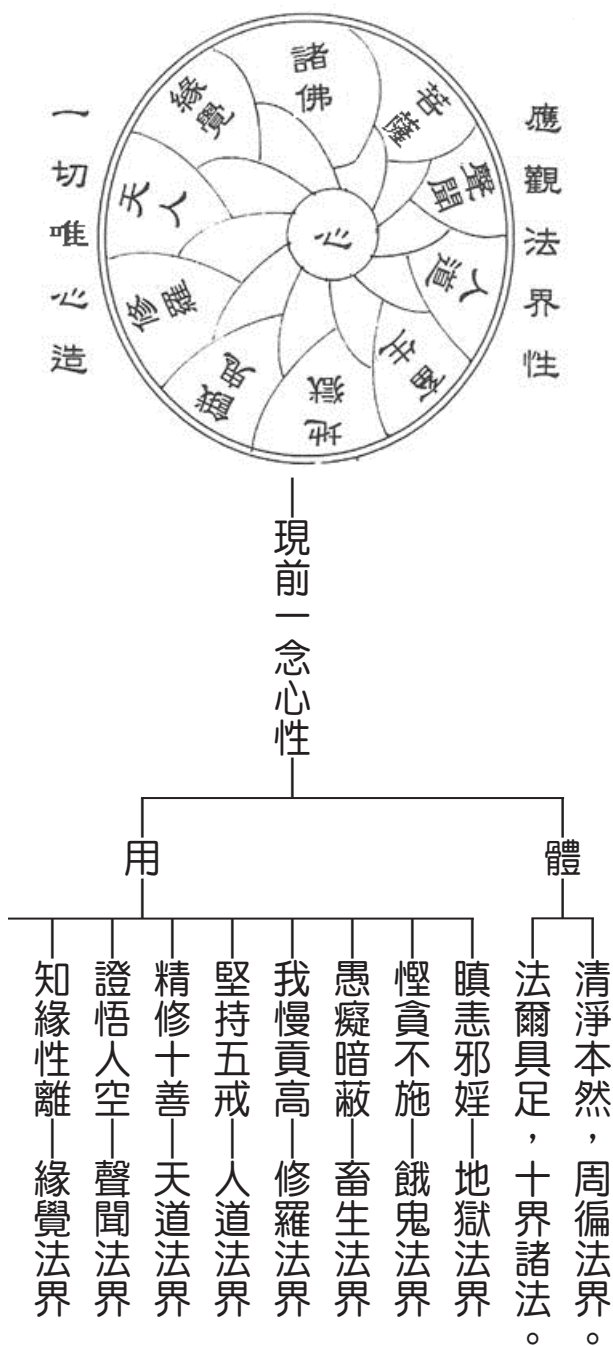 應觀法界性
一切唯心造
諸佛
菩薩
聲聞
人道
畜生
地獄
餓鬼
修羅
天人
緣覺
心
現前一念心性
體
清淨本然，周徧法界。
法爾具足，十界諸法。
用
瞋恚邪婬—地獄法界
慳貪不施—餓鬼法界
愚癡暗蔽—畜生法界
我慢貢高—修羅法界
堅持五戒—人道法界
精修十善—天道法界
證悟人空—聲聞法界
知緣性離—緣覺法界